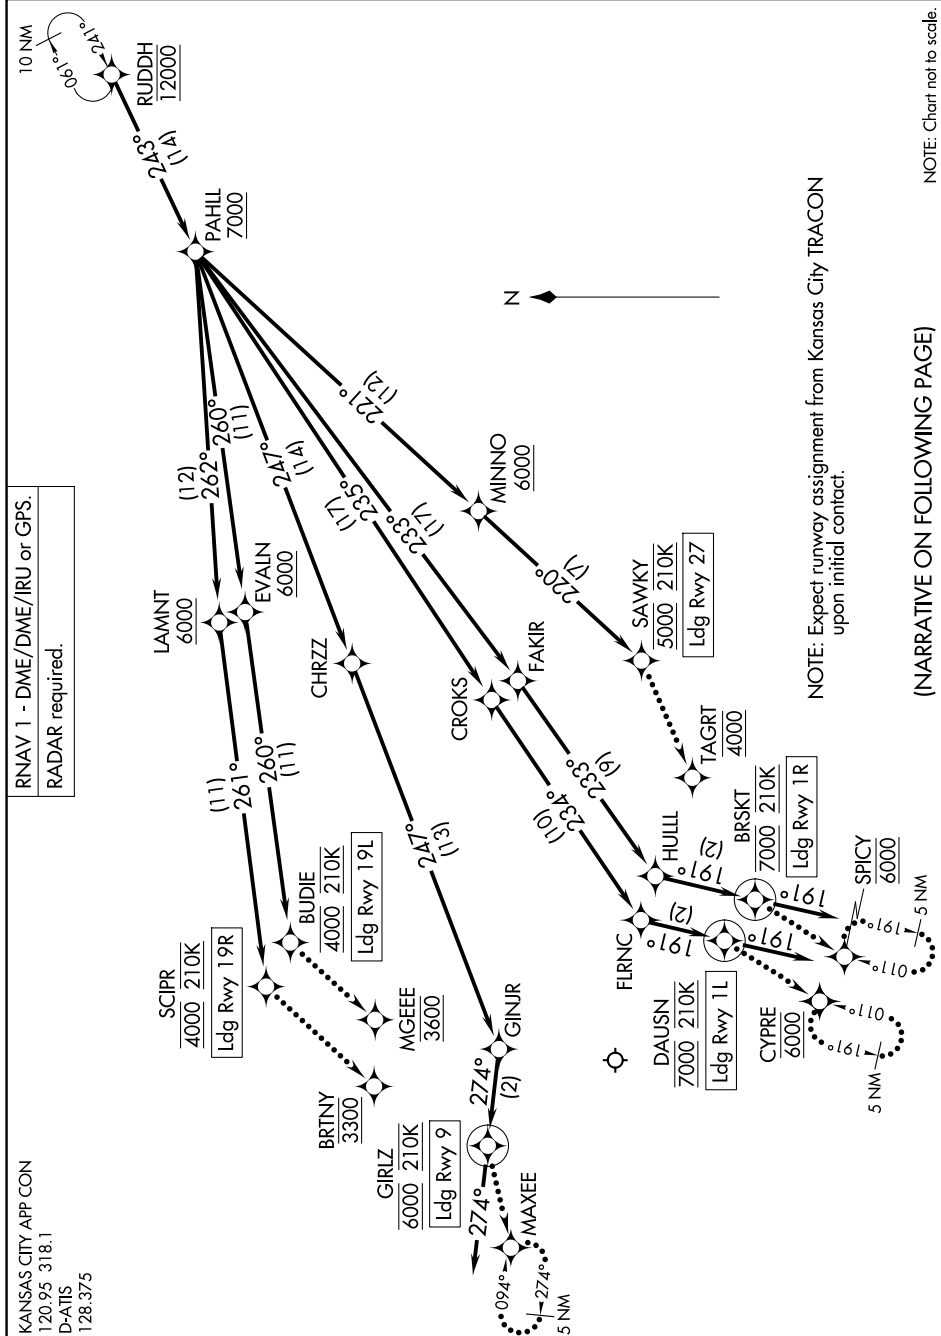 KANSAS CITY APP CON
120.95 318.1
D-ATIS
128.375
RNAV 1 - DME/DME/IRU or GPS.
RADAR required.
10 NM
061°
241°
RUDDH
12000
243°
(14)
PAHLL
7000
(12)
262°
260°
(11)
247°
(14)
235°
(17)
233°
(17)
221°
(12)
LAMNT
6000
EVALN
6000
CHRZZ
CROKS
FAKIR
MINNO
6000
N
(11)
261°
260°
(11)
247°
(13)
(10)
234°
233°
(9)
220°
(7)
SCIPR
4000 210K
Ldg Rwy 19R
BUDIE
4000 210K
Ldg Rwy 19L
BRTNY
3300
MGEEE
3600
GINJR
274°
(2)
GIRLZ
6000 210K
Ldg Rwy 9
274°
MAXEE
094°
274°
5 NM
SAWKY
5000 210K
Ldg Rwy 27
TAGRT
4000
HULLL
191°
(2)
BRSKT
7000 210K
Ldg Rwy 1R
191°
SPICY
6000
191°
011°
5 NM
FLRNC
191°
(2)
DAUSN
7000 210K
Ldg Rwy 1L
191°
CYPRE
6000
011°
191°
5 NM
NOTE: Expect runway assignment from Kansas City TRACON
upon initial contact.
(NARRATIVE ON FOLLOWING PAGE)
NOTE: Chart not to scale.